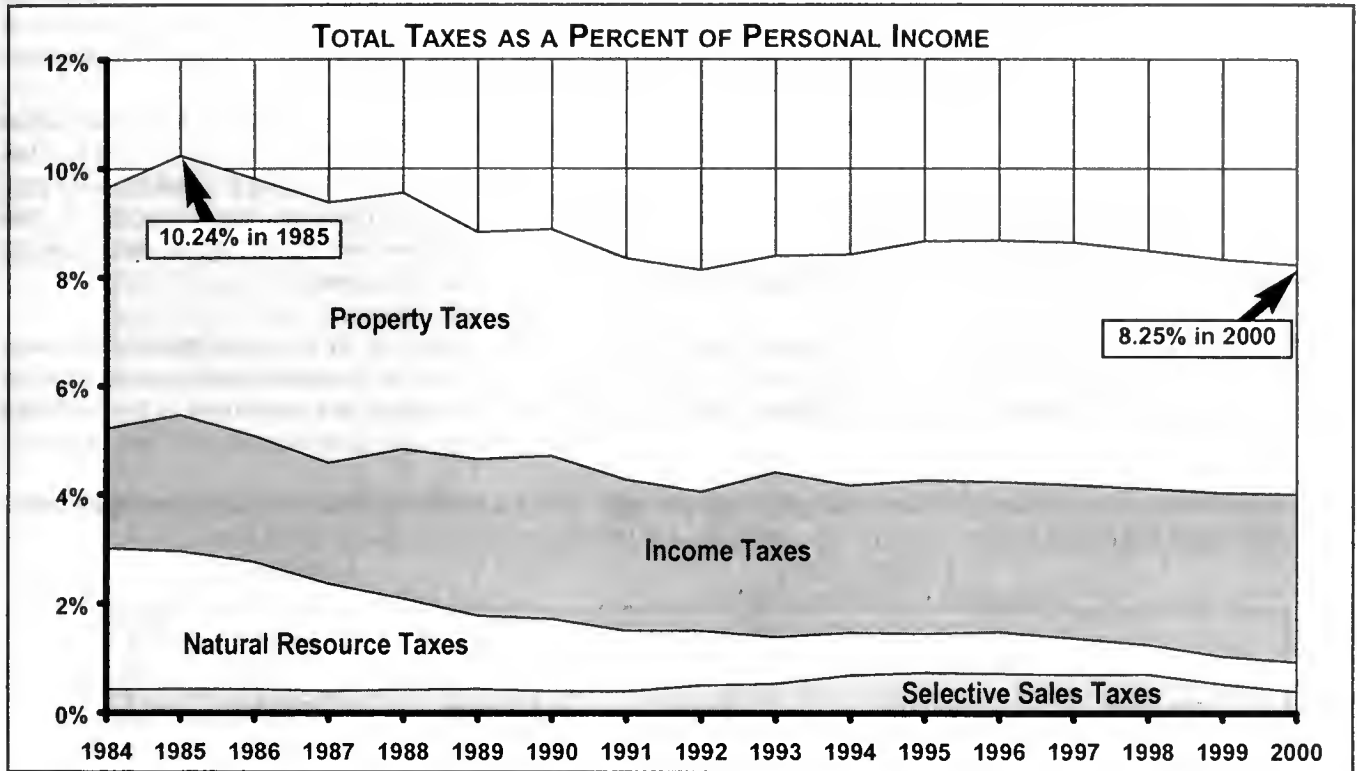 TOTAL TAXES AS A PERCENT OF PERSONAL INCOME
12%
10%
10.24% in 1985
8%
Property Taxes
8.25% in 2000
6%
4%
Income Taxes
2%
Natural Resource Taxes
Selective Sales Taxes
0%
1984 1985 1986 1987 1988 1989 1990 1991 1992 1993 1994 1995 1996 1997 1998 1999 2000